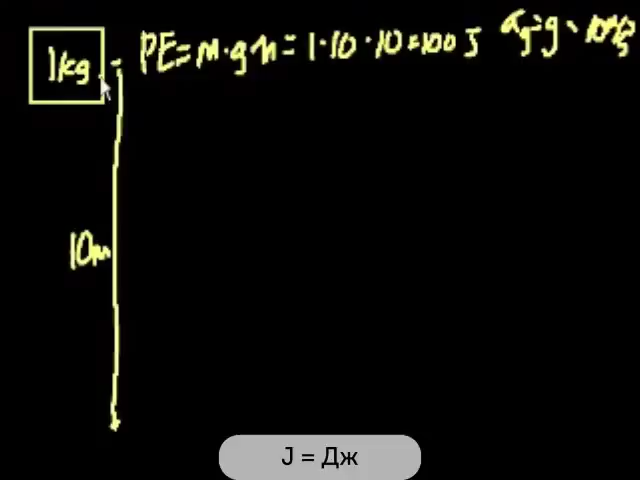 1kg - PE = m · g h = 1 · 10 · 10 = 100 J
10m
J = Дж